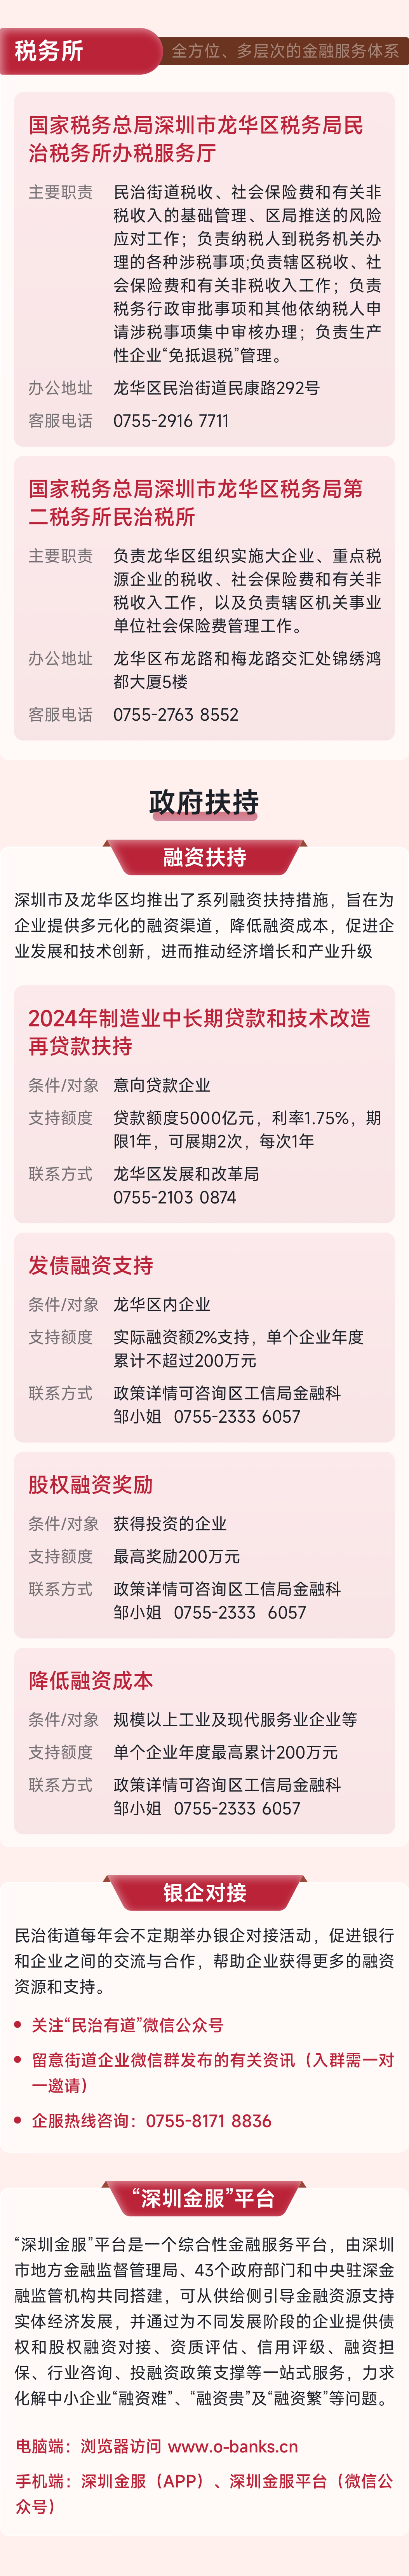 税务所
全方位、多层次的金融服务体系
国家税务总局深圳市龙华区税务局民
治税务所办税服务厅
主要职责 民治街道税收、社会保险费和有关非
税收入的基础管理、区局推送的风险
应对工作；负责纳税人到税务机关办
理的各种涉税事项;负责辖区税收、社
会保险费和有关非税收入工作；负责
税务行政审批事项和其他依纳税人申
请涉税事项集中审核办理；负责生产
性企业“免抵退税”管理。
办公地址 龙华区民治街道民康路292号
客服电话 0755-2916 7711
国家税务总局深圳市龙华区税务局第
二税务所民治税所
主要职责 负责龙华区组织实施大企业、重点税
源企业的税收、社会保险费和有关非
税收入工作，以及负责辖区机关事业
单位社会保险费管理工作。
办公地址 龙华区布龙路和梅龙路交汇处锦绣鸿
都大厦5楼
客服电话 0755-2763 8552
政府扶持
融资扶持
深圳市及龙华区均推出了系列融资扶持措施，旨在为
企业提供多元化的融资渠道，降低融资成本，促进企
业发展和技术创新，进而推动经济增长和产业升级
2024年制造业中长期贷款和技术改造
再贷款扶持
条件/对象 意向贷款企业
支持额度 贷款额度5000亿元，利率1.75%，期
限1年，可展期2次，每次1年
联系方式 龙华区发展和改革局
0755-2103 0874
发债融资支持
条件/对象 龙华区内企业
支持额度 实际融资额2%支持，单个企业年度
累计不超过200万元
联系方式 政策详情可咨询区工信局金融科
邹小姐 0755-2333 6057
股权融资奖励
条件/对象 获得投资的企业
支持额度 最高奖励200万元
联系方式 政策详情可咨询区工信局金融科
邹小姐 0755-2333 6057
降低融资成本
条件/对象 规模以上工业及现代服务业企业等
支持额度 单个企业年度最高累计200万元
联系方式 政策详情可咨询区工信局金融科
邹小姐 0755-2333 6057
银企对接
民治街道每年会不定期举办银企对接活动，促进银行
和企业之间的交流与合作，帮助企业获得更多的融资
资源和支持。
• 关注“民治有道”微信公众号
• 留意街道企业微信群发布的有关资讯（入群需一对
一邀请）
• 企服热线咨询：0755-8171 8836
“深圳金服”平台
“深圳金服”平台是一个综合性金融服务平台，由深圳
市地方金融监督管理局、43个政府部门和中央驻深金
融监管机构共同搭建，可从供给侧引导金融资源支持
实体经济发展，并通过为不同发展阶段的企业提供债
权和股权融资对接、资质评估、信用评级、融资担
保、行业咨询、投融资政策支撑等一站式服务，力求
化解中小企业“融资难”、“融资贵”及“融资繁”等问题。
电脑端：浏览器访问 www.o-banks.cn
手机端：深圳金服（APP）、深圳金服平台（微信公
众号）